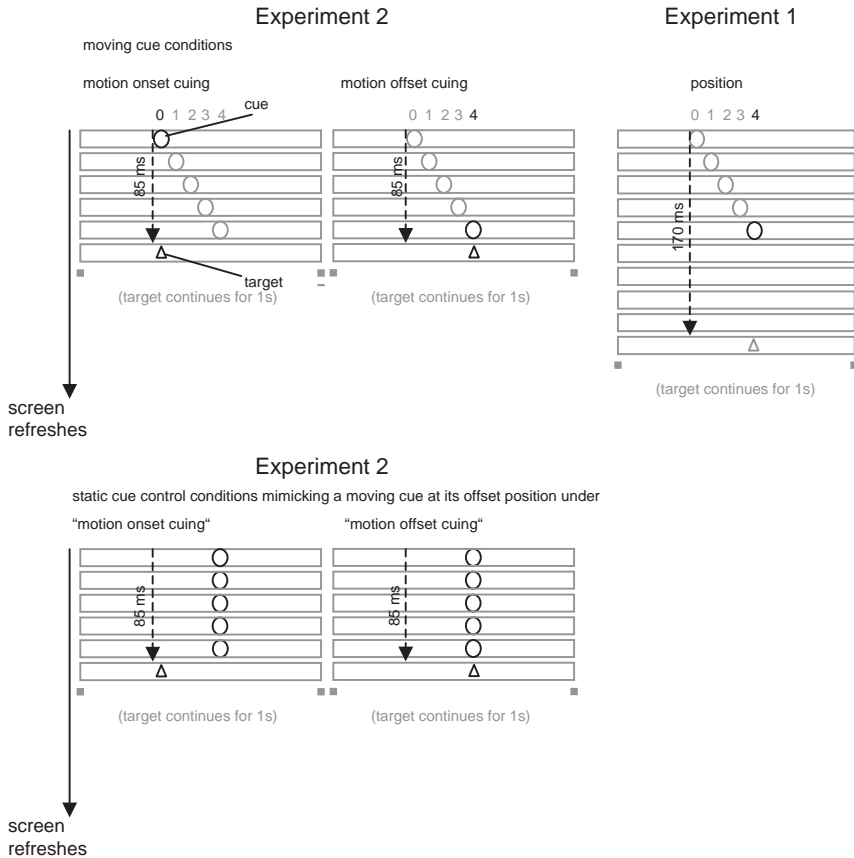 Experiment 2
Experiment 1
moving cue conditions
motion onset cuing
motion offset cuing
position
cue
0 1 2 3 4
0 1 2 3 4
0 1 2 3 4
85 ms
85 ms
170 ms
target
(target continues for 1s)
(target continues for 1s)
(target continues for 1s)
screen
refreshes
Experiment 2
static cue control conditions mimicking a moving cue at its offset position under
“motion onset cuing“
“motion offset cuing“
85 ms
85 ms
(target continues for 1s)
(target continues for 1s)
screen
refreshes